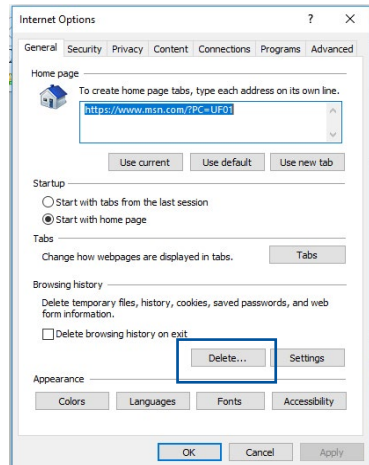 Internet Options ? X
General Security Privacy Content Connections Programs Advanced
Home page
To create home page tabs, type each address on its own line.
https://www.msn.com/?PC=UF01
Use current Use default Use new tab
Startup
Start with tabs from the last session
Start with home page
Tabs
Change how webpages are displayed in tabs. Tabs
Browsing history
Delete temporary files, history, cookies, saved passwords, and web
form information.
Delete browsing history on exit
Delete... Settings
Appearance
Colors Languages Fonts Accessibility
OK Cancel Apply